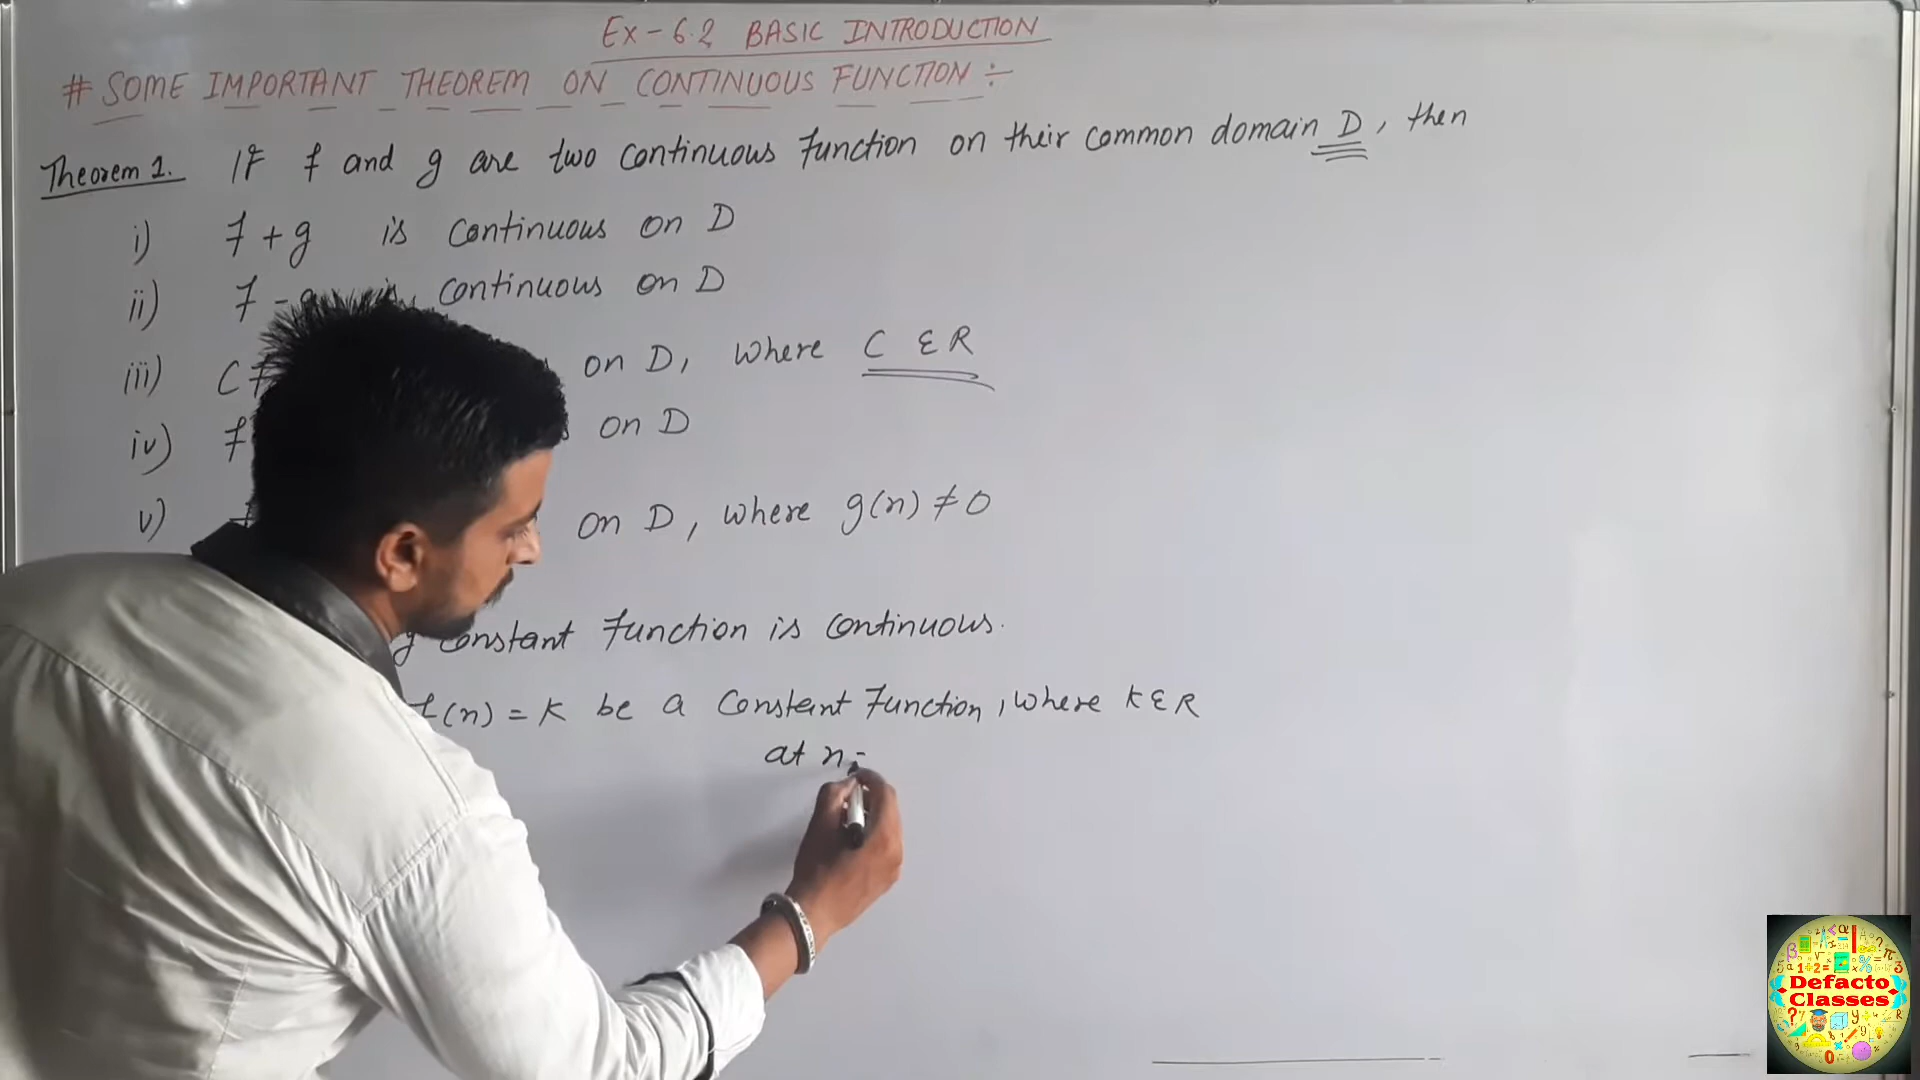 Ex-6.2 BASIC INTRODUCTION
# SOME IMPORTANT THEOREM ON CONTINUOUS FUNCTION ÷
Theorem 1. IF f and g are two continuous function on their common domain D, then
i) f + g is continuous on D
ii) f - g is continuous on D
iii) C f on D, where C ε R
iv) f on D
v) on D, where g(n) ≠ 0
constant function is continuous.
f(n) = K be a constant function, where K ε R
at n =
Defacto
Classes